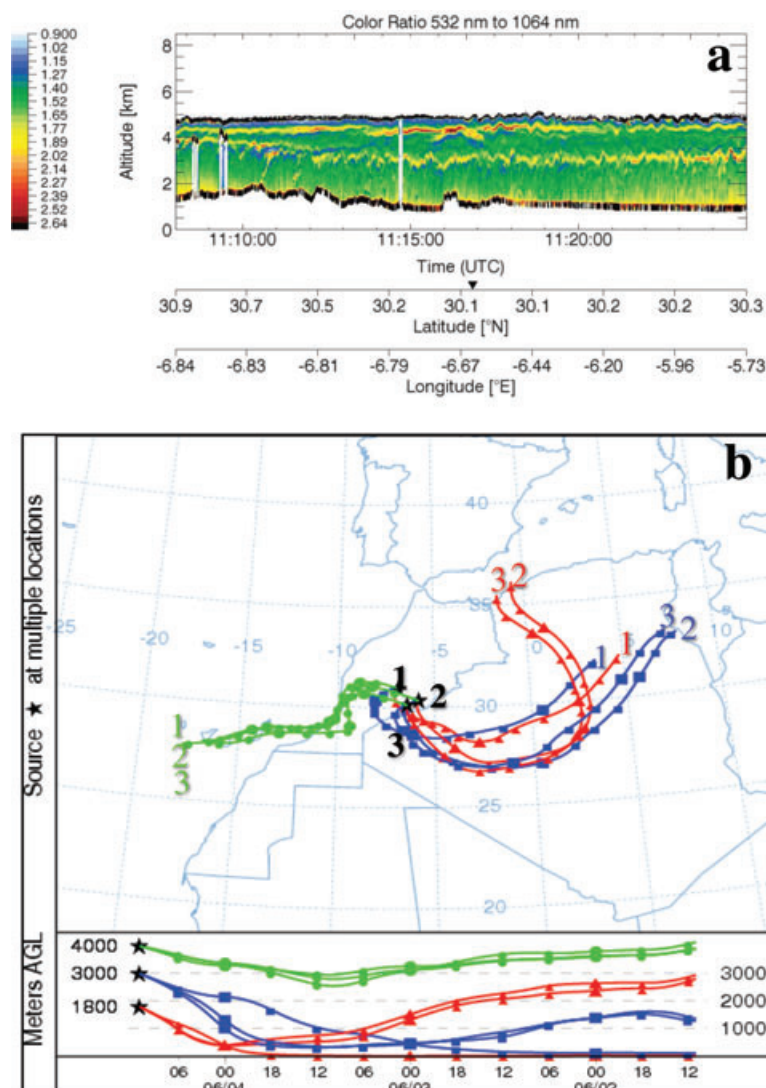 Color Ratio 532 nm to 1064 nm
a
0.900
1.02
1.15
1.27
1.40
1.52
1.65
1.77
1.89
2.02
2.14
2.27
2.39
2.52
2.64
Altitude [km]
8
6
4
2
0
11:10:00 11:15:00 11:20:00
Time (UTC)
30.9 30.7 30.5 30.2 30.1 30.1 30.2 30.2 30.3
Latitude [°N]
-6.84 -6.83 -6.81 -6.79 -6.67 -6.44 -6.20 -5.96 -5.73
Longitude [°E]
b
Source ★ at multiple locations
40
35
-25 -20 -15 -10 -5 0 5 10
30
25
20
3 2
1 1
3 2
1
2
3
1
2
3
Meters AGL
4000
3000
1800
3000
2000
1000
06 00 18 12 06 00 18 12 06 00 18 12
06/04 06/03 06/02